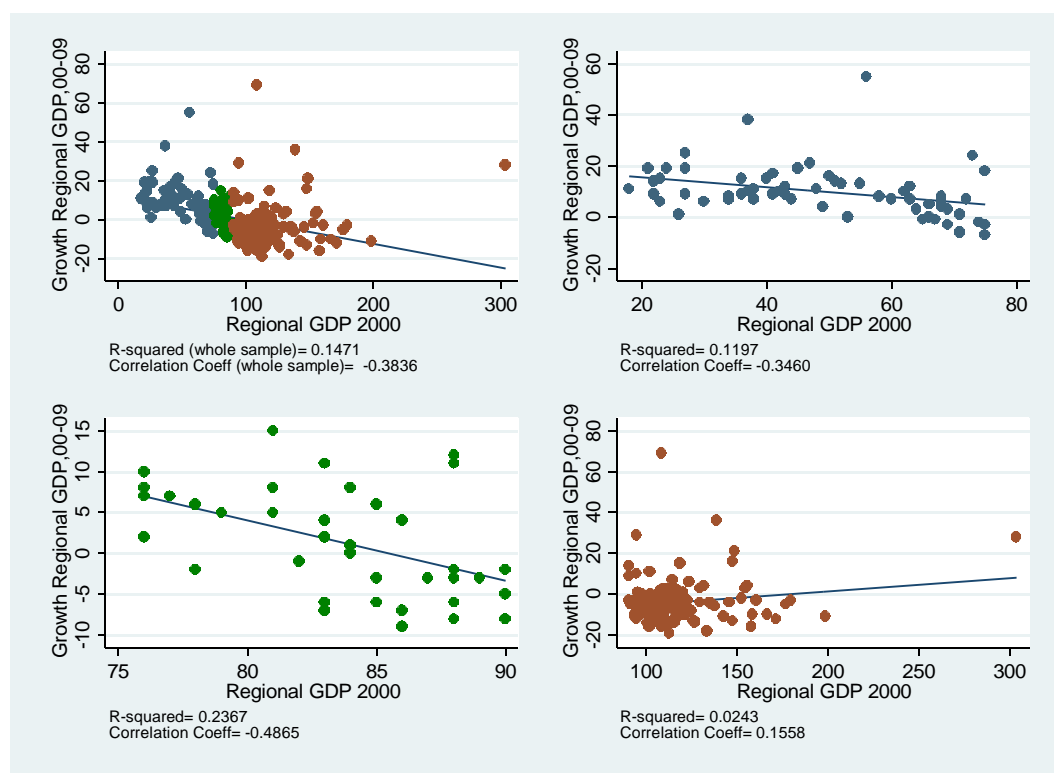 Growth Regional GDP,00-09
80
60
40
20
0
-20
0
100
200
300
Regional GDP 2000
R-squared (whole sample)= 0.1471
Correlation Coeff (whole sample)=  -0.3836
Growth Regional GDP,00-09
60
40
20
0
-20
20
40
60
80
Regional GDP 2000
R-squared= 0.1197
Correlation Coeff= -0.3460
Growth Regional GDP,00-09
15
10
5
0
-5
-10
75
80
85
90
Regional GDP 2000
R-squared= 0.2367
Correlation Coeff= -0.4865
Growth Regional GDP,00-09
80
60
40
20
0
-20
100
150
200
250
300
Regional GDP 2000
R-squared= 0.0243
Correlation Coeff= 0.1558